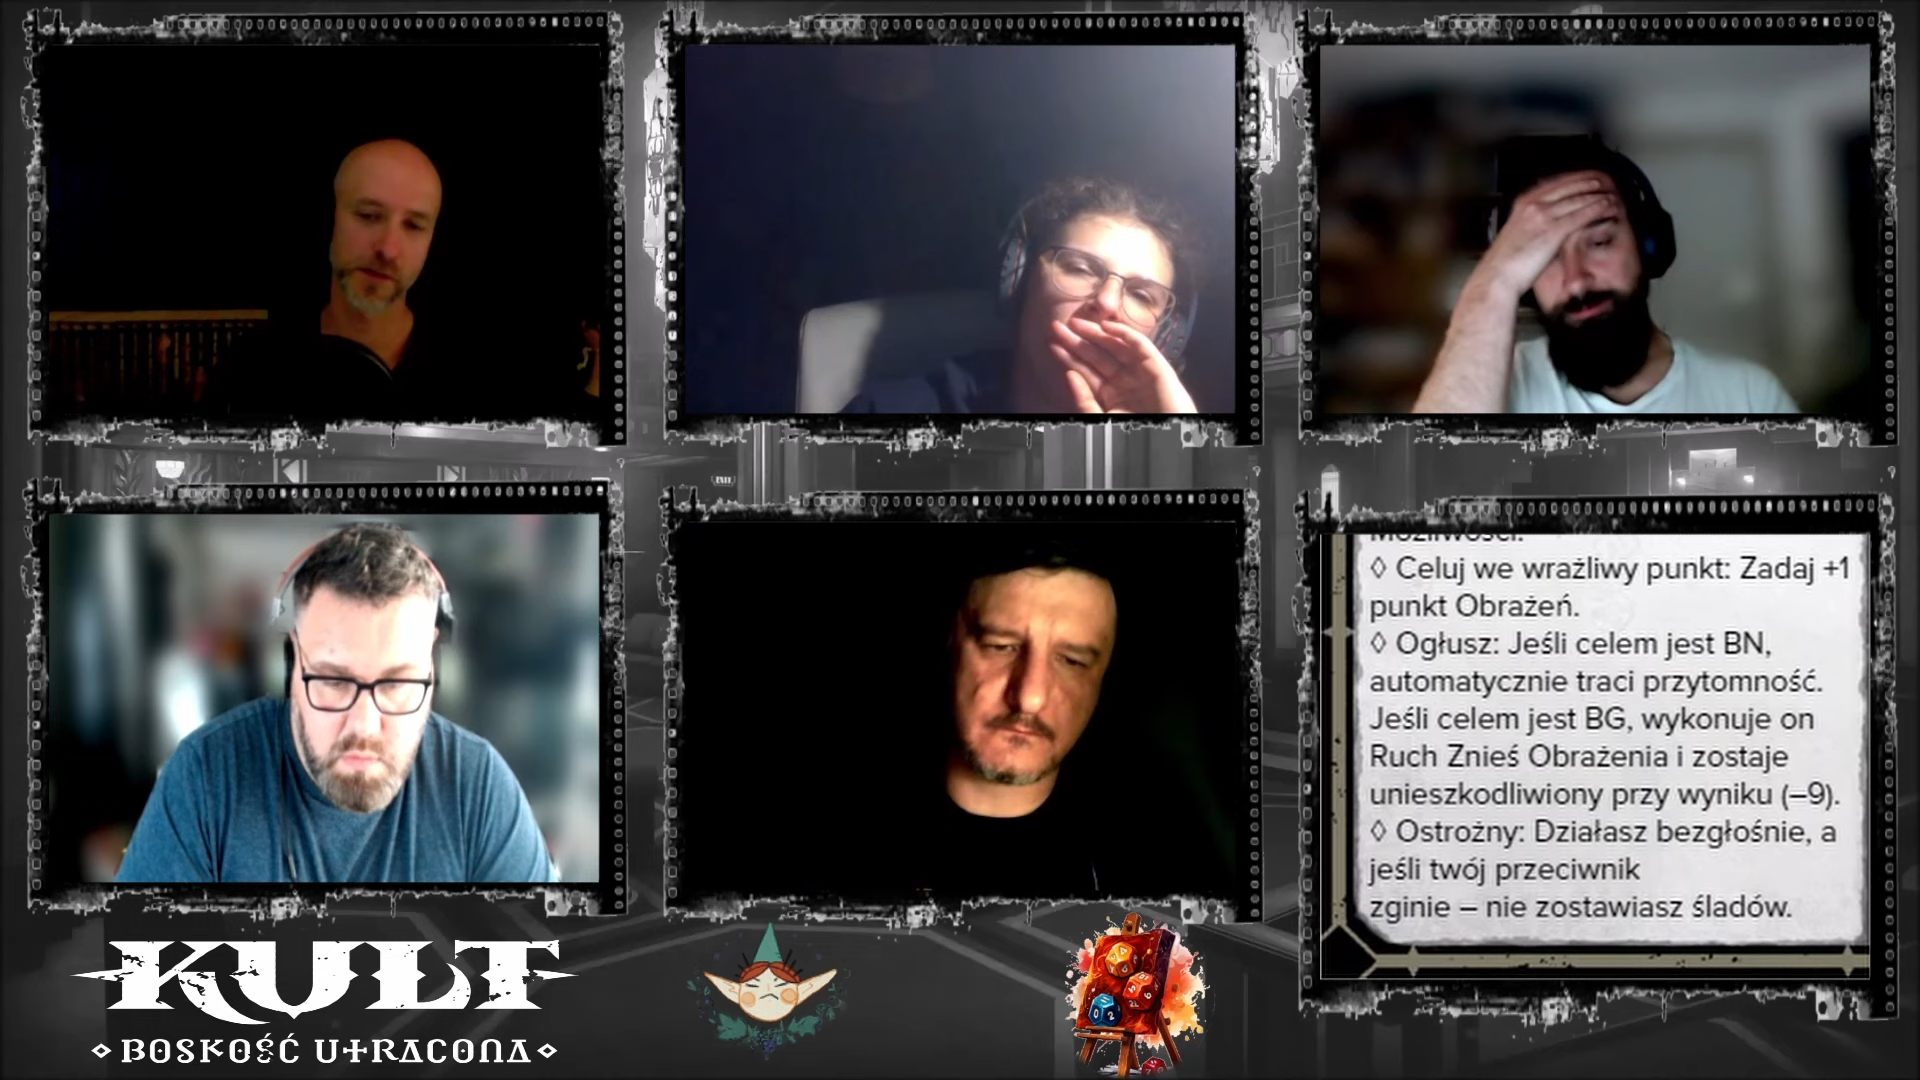 Możliwości:
◊ Celuj we wrażliwy punkt: Zadaj +1
punkt Obrażeń.
◊ Ogłusz: Jeśli celem jest BN,
automatycznie traci przytomność.
Jeśli celem jest BG, wykonuje on
Ruch Znieś Obrażenia i zostaje
unieszkodliwiony przy wyniku (–9).
◊ Ostrożny: Działasz bezgłośnie, a
jeśli twój przeciwnik
zginie – nie zostawiasz śladów.
KULT
BOSKOŚĆ UTRACONA